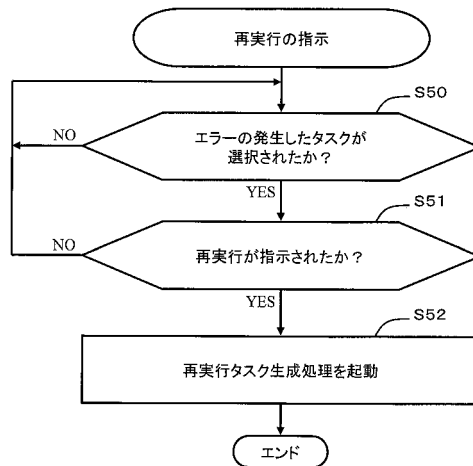 再実行の指示
S50
エラーの発生したタスクが
選択されたか?
NO
YES
S51
再実行が指示されたか?
NO
YES
S52
再実行タスク生成処理を起動
エンド